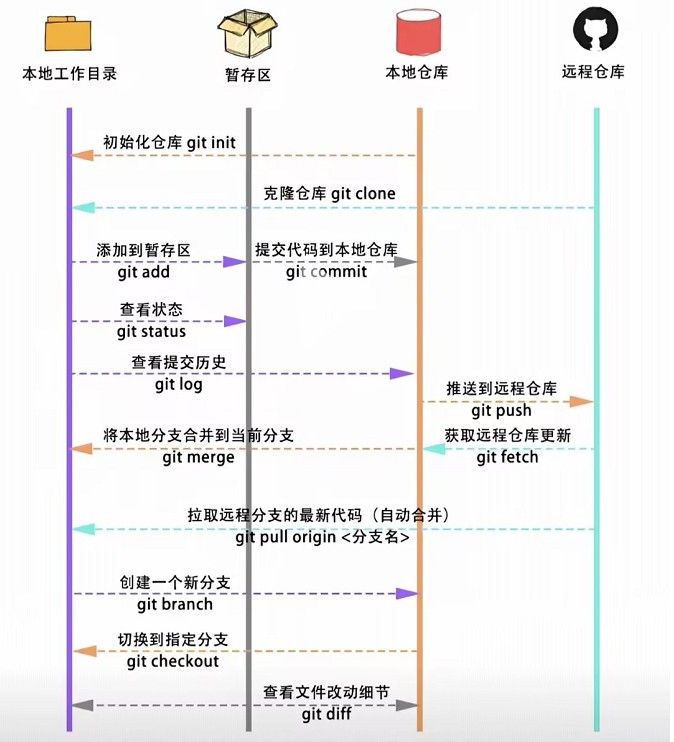 本地工作目录
暂存区
本地仓库
远程仓库
初始化仓库 git init
克隆仓库 git clone
添加到暂存区
git add
提交代码到本地仓库
git commit
查看状态
git status
查看提交历史
git log
推送到远程仓库
git push
将本地分支合并到当前分支
git merge
获取远程仓库更新
git fetch
拉取远程分支的最新代码（自动合并）
git pull origin <分支名>
创建一个新分支
git branch
切换到指定分支
git checkout
查看文件改动细节
git diff